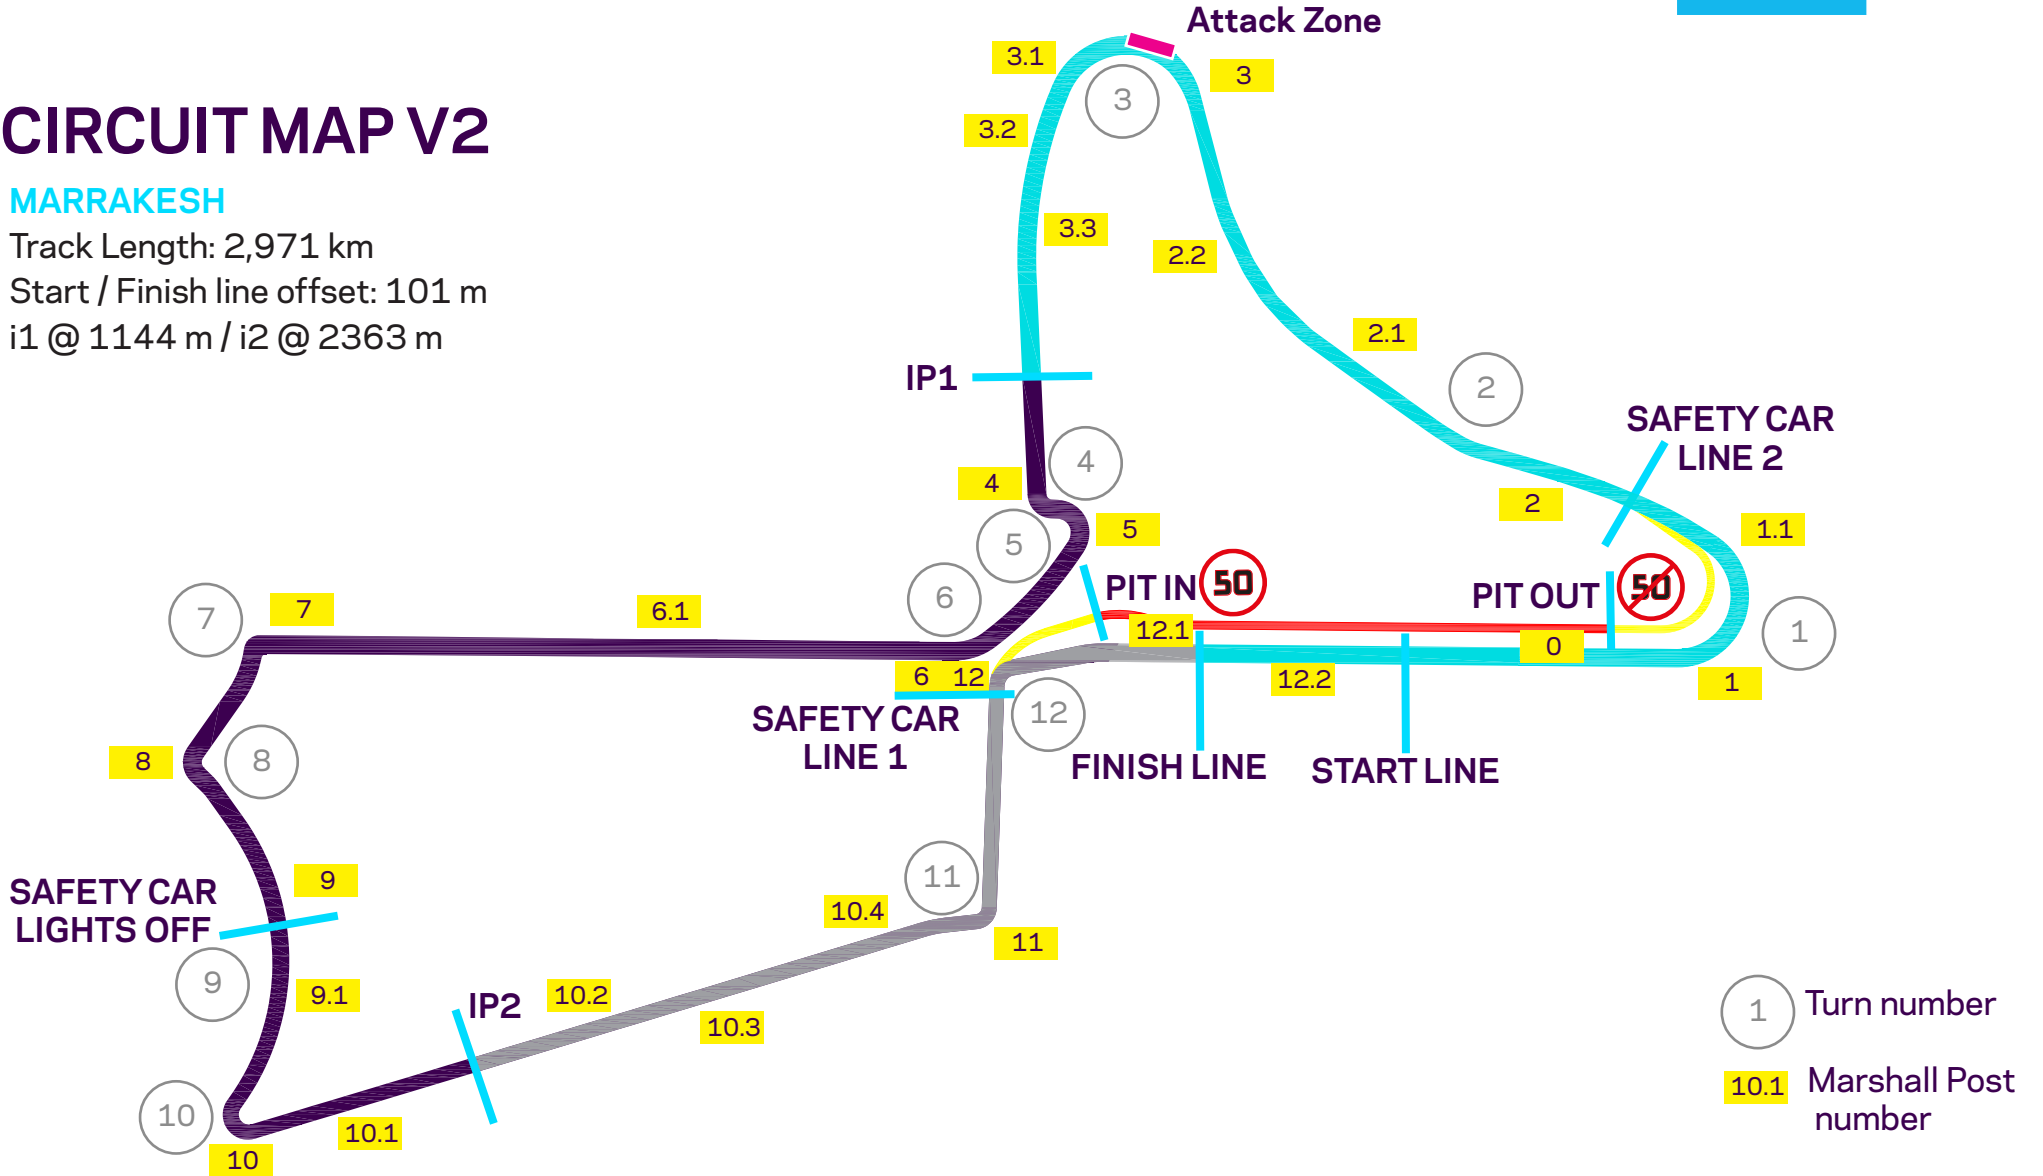 Attack Zone
3.1
3
3
CIRCUIT MAP V2
3.2
MARRAKESH
Track Length: 2,971 km
3.3
2.2
Start / Finish line offset: 101 m
i1 @ 1144 m / i2 @ 2363 m
2.1
IP1
2
SAFETY CAR
LINE 2
4
4
2
5
5
1.1
PIT IN
50
PIT OUT
50
6
7
7
6.1
12.1
0
1
6
12
12.2
1
SAFETY CAR
LINE 1
12
FINISH LINE
START LINE
8
8
11
9
SAFETY CAR
LIGHTS OFF
10.4
11
9
9.1
10.2
IP2
10.3
1
Turn number
10
10.1
10
10.1
Marshall Post
number